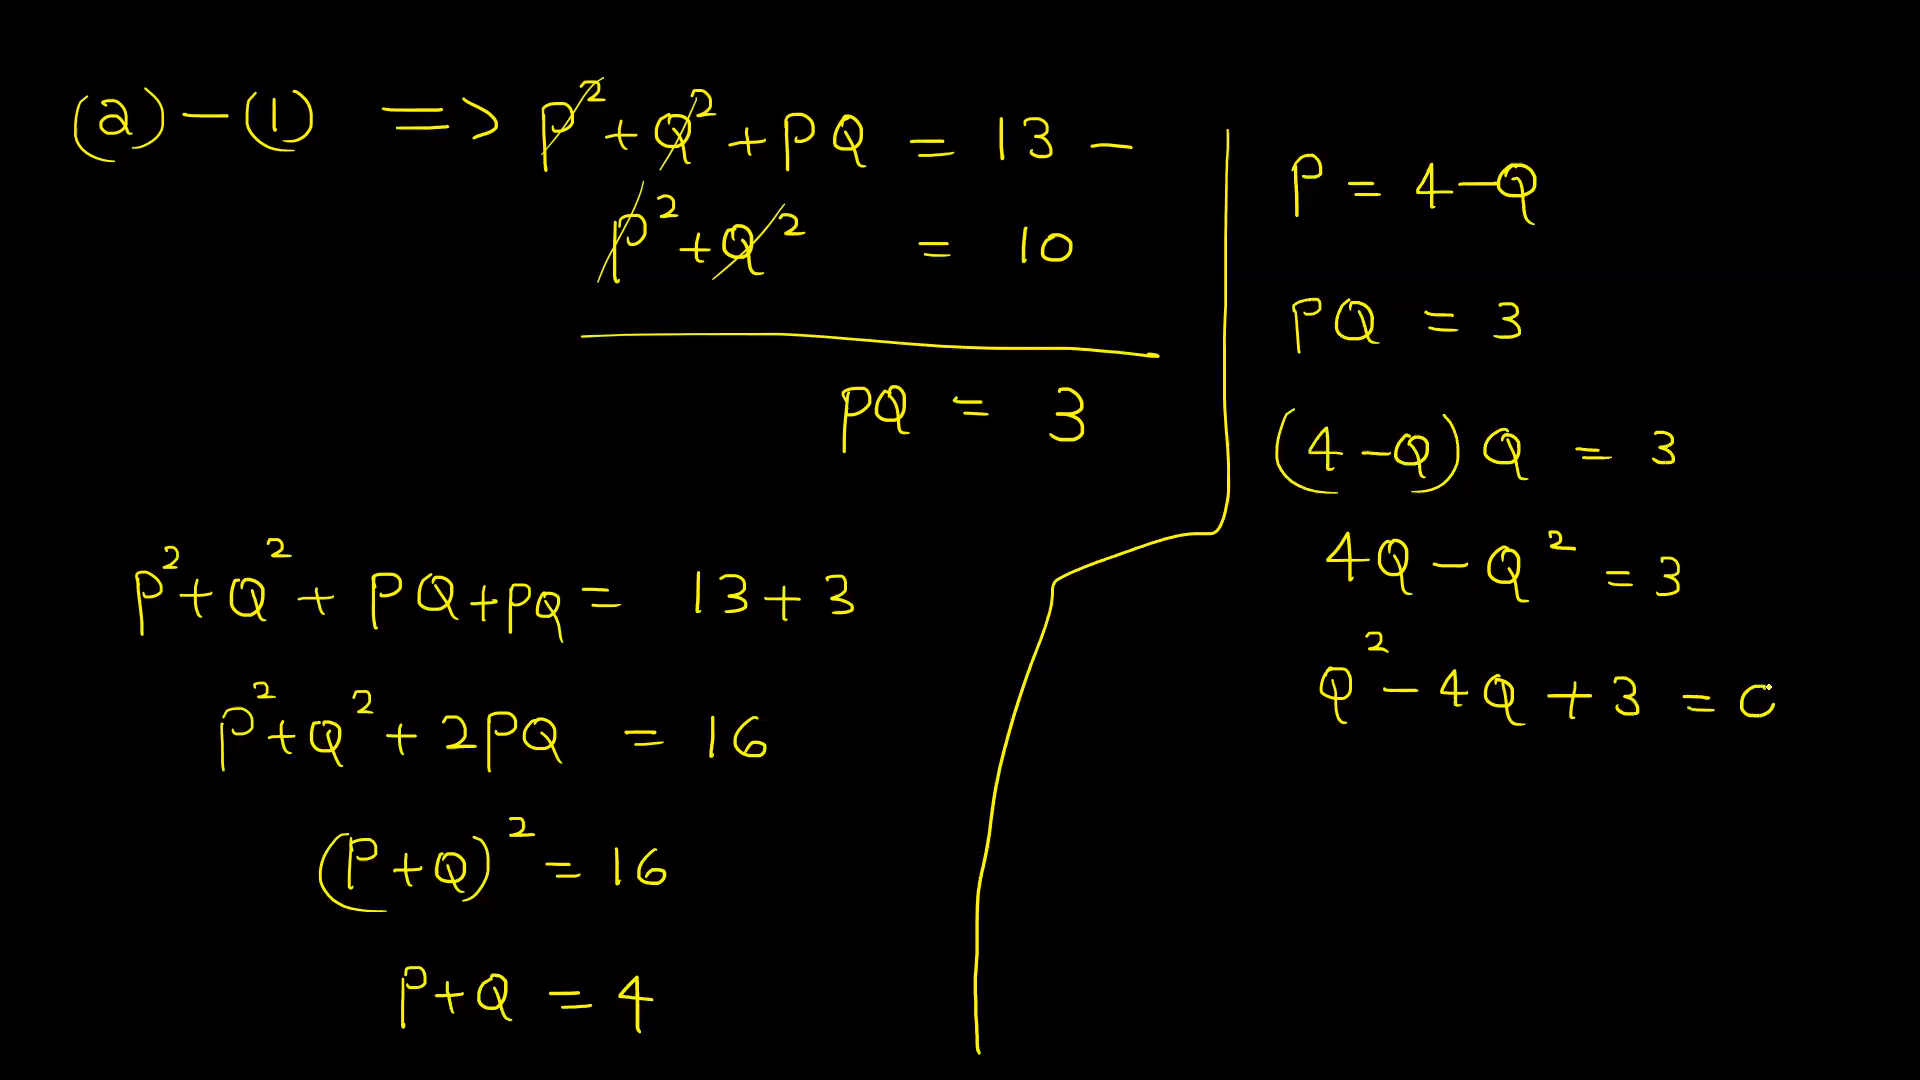 (2) - (1) => P² + Q² + PQ = 13 -
P² + Q² = 10
PQ = 3
P² + Q² + PQ + PQ = 13 + 3
P² + Q² + 2PQ = 16
(P + Q)² = 16
P + Q = 4
P = 4 - Q
PQ = 3
(4 - Q) Q = 3
4Q - Q² = 3
Q² - 4Q + 3 = 0